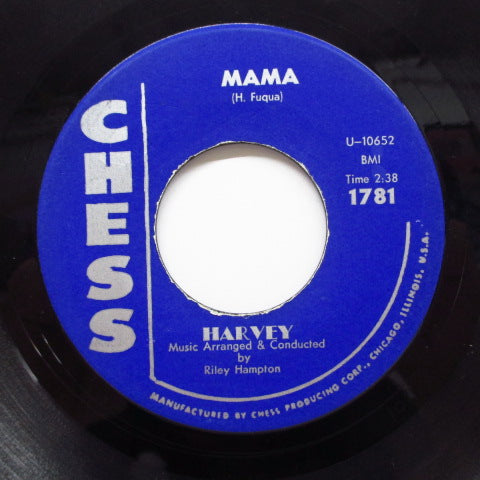 MAMA
(H. Fuqua)
CHESS
U-10652
BMI
Time 2:38
1781
HARVEY
Music Arranged & Conducted
by
Riley Hampton
MANUFACTURED BY CHESS PRODUCING CORP., CHICAGO, ILLINOIS, U.S.A.